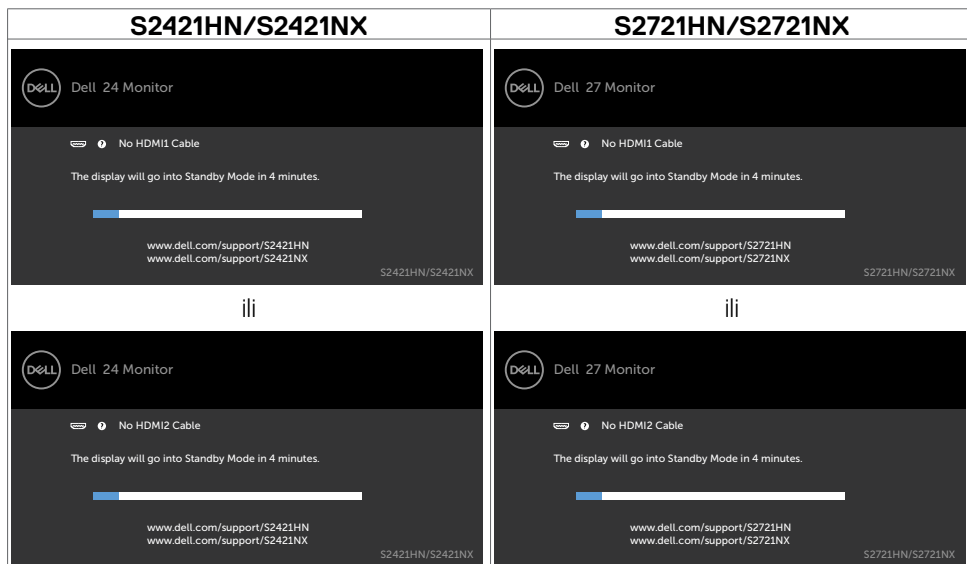 S2421HN/S2421NX
S2721HN/S2721NX
DELL
Dell 24 Monitor
No HDMI1 Cable
The display will go into Standby Mode in 4 minutes.
www.dell.com/support/S2421HN
www.dell.com/support/S2421NX
S2421HN/S2421NX
DELL
Dell 27 Monitor
No HDMI1 Cable
The display will go into Standby Mode in 4 minutes.
www.dell.com/support/S2721HN
www.dell.com/support/S2721NX
S2721HN/S2721NX
ili
ili
DELL
Dell 24 Monitor
No HDMI2 Cable
The display will go into Standby Mode in 4 minutes.
www.dell.com/support/S2421HN
www.dell.com/support/S2421NX
S2421HN/S2421NX
DELL
Dell 27 Monitor
No HDMI2 Cable
The display will go into Standby Mode in 4 minutes.
www.dell.com/support/S2721HN
www.dell.com/support/S2721NX
S2721HN/S2721NX